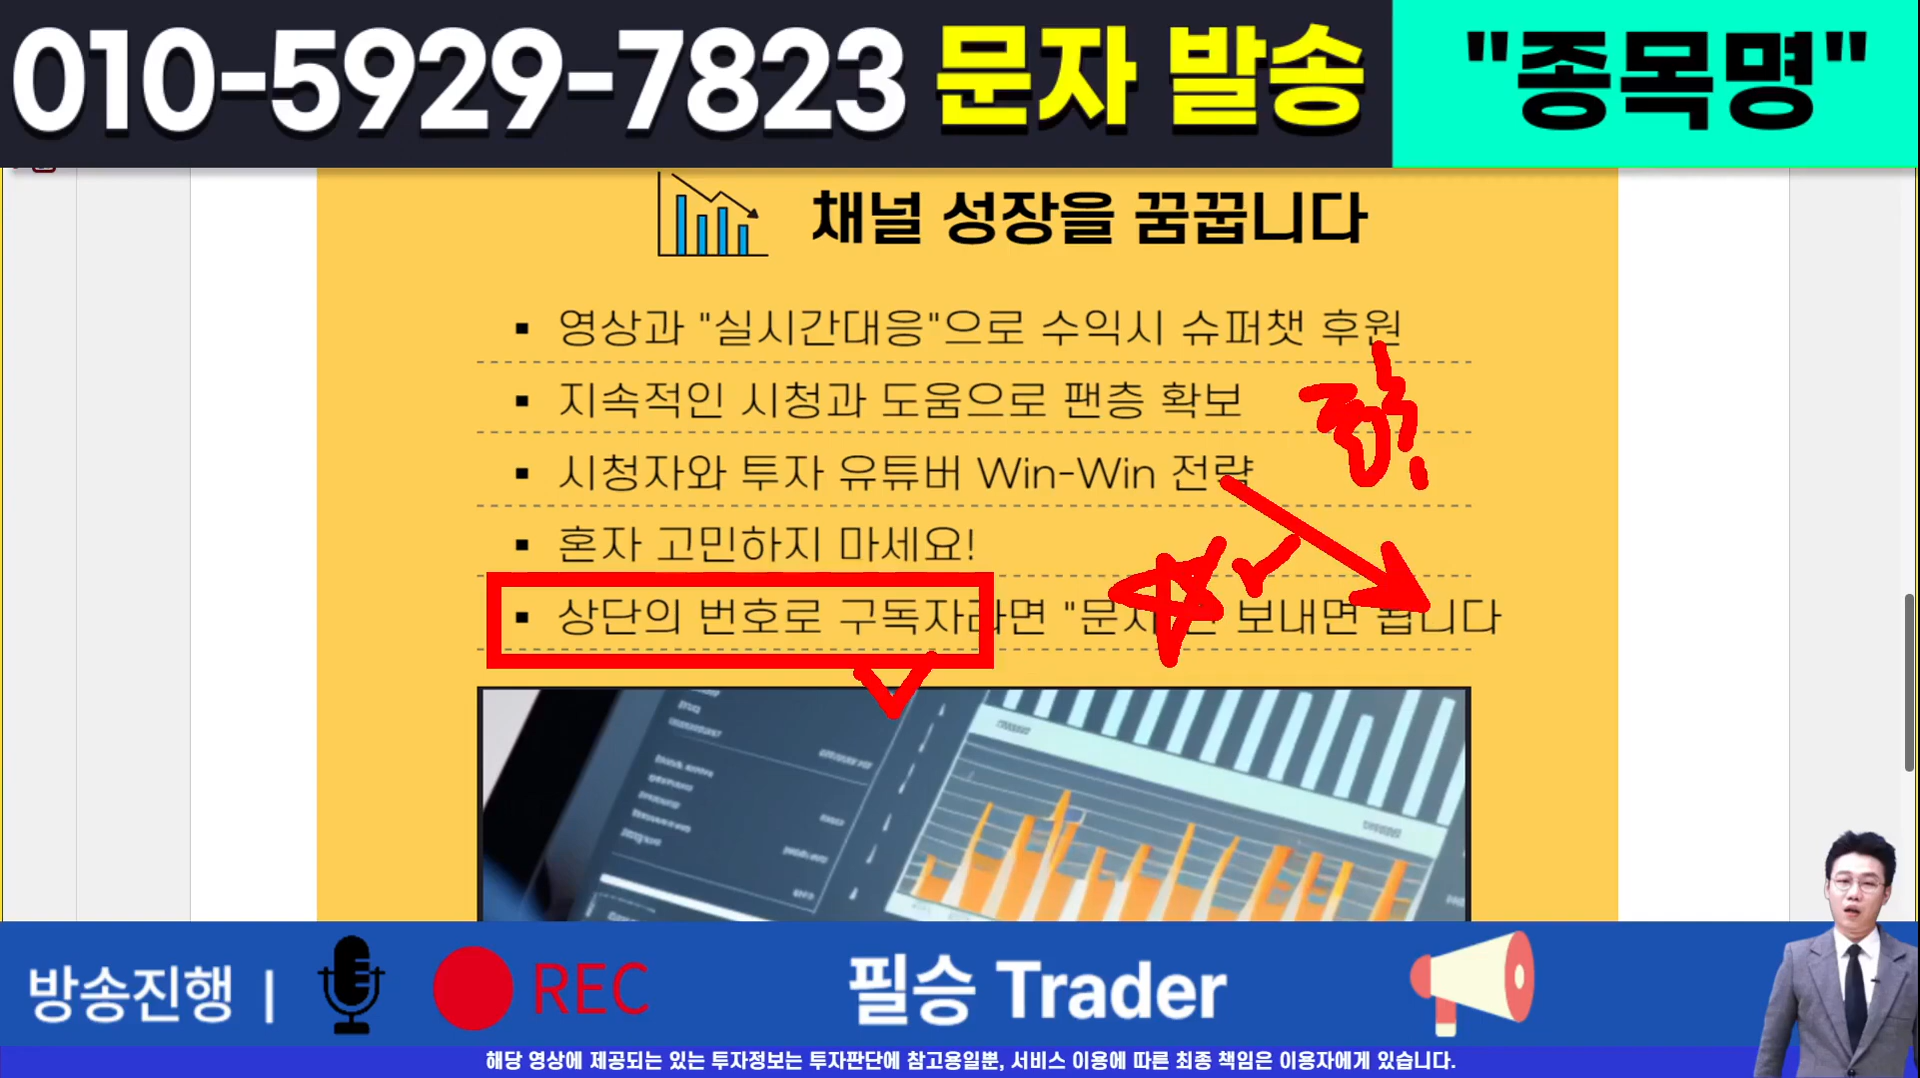 010-5929-7823 문자 발송 "종목명"
채널 성장을 꿈꿉니다
▪ 영상과 "실시간대응"으로 수익시 슈퍼챗 후원
▪ 지속적인 시청과 도움으로 팬층 확보
▪ 시청자와 투자 유튜버 Win-Win 전략
▪ 혼자 고민하지 마세요!
▪ 상단의 번호로 구독자라면 "문자" 보내면 됩니다
방송진행 | REC 필승 Trader
해당 영상에 제공되는 있는 투자정보는 투자판단에 참고용일뿐, 서비스 이용에 따른 최종 책임은 이용자에게 있습니다.